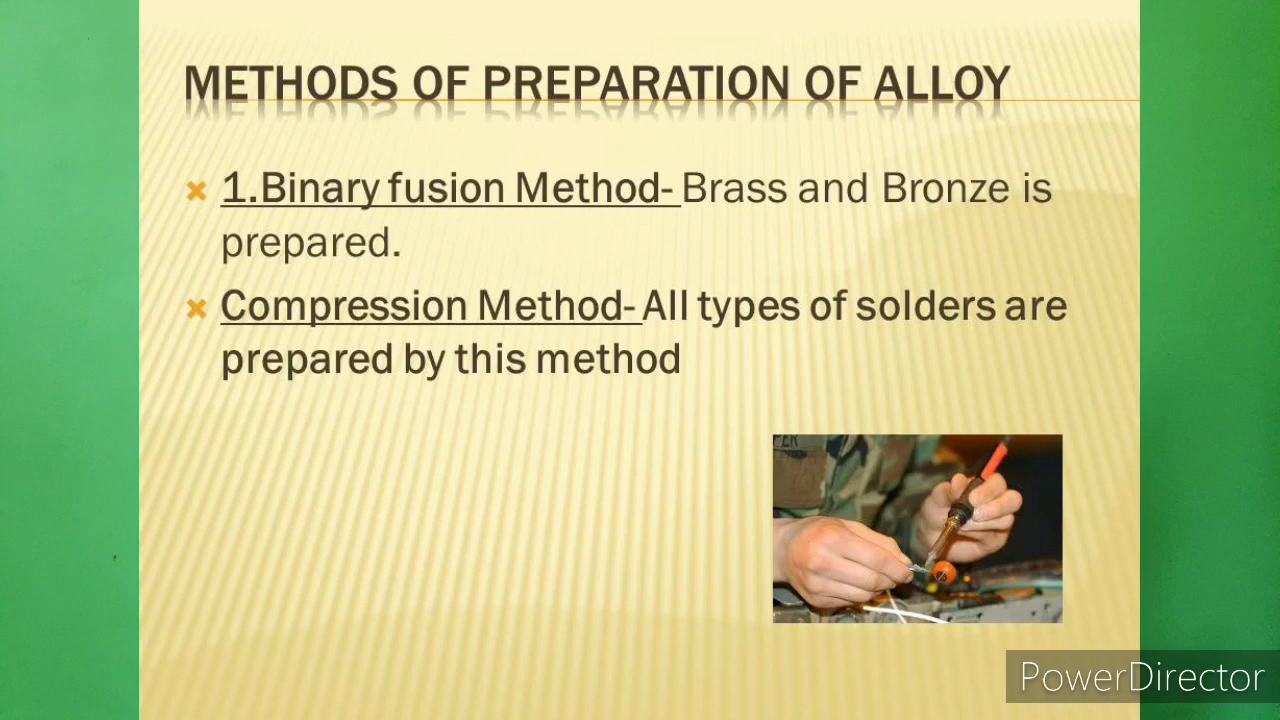 METHODS OF PREPARATION OF ALLOY
1.Binary fusion Method- Brass and Bronze is
prepared.
Compression Method- All types of solders are
prepared by this method
PowerDirector